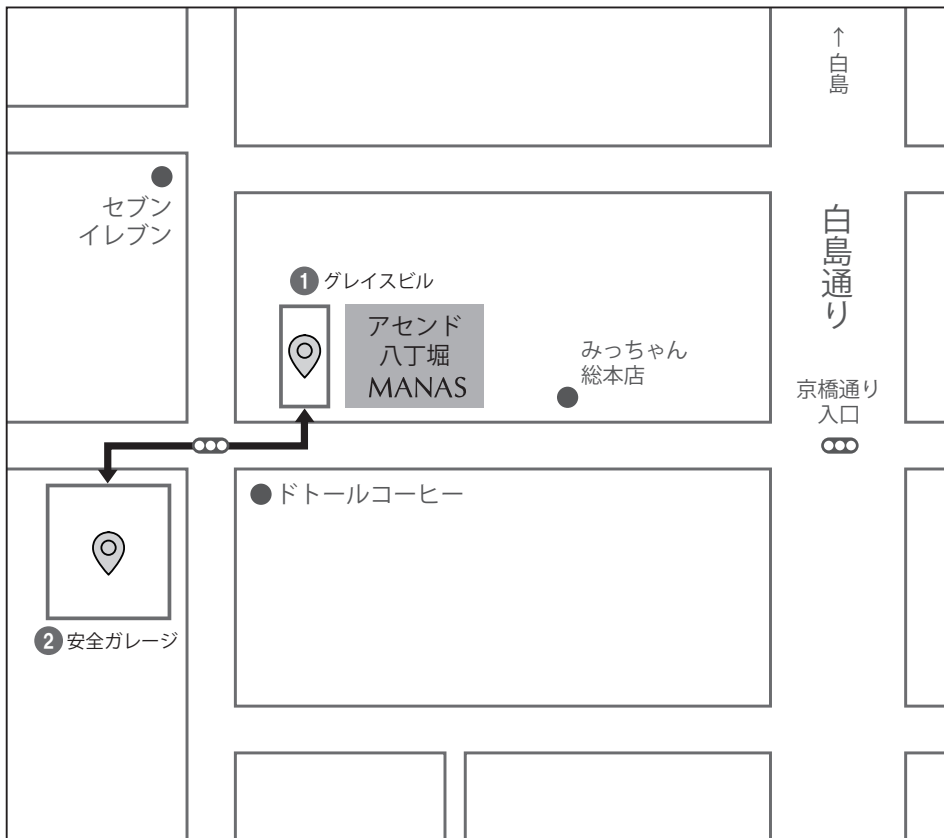 ↑白島
セブン
イレブン
白島通り
1 グレイスビル
アセンド
八丁堀
MANAS
みっちゃん
総本店
京橋通り
入口
ドトールコーヒー
2 安全ガレージ